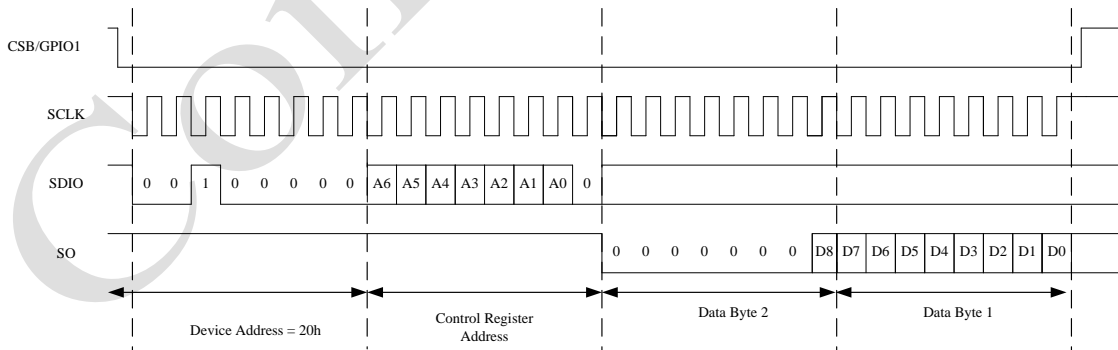 CSB/GPIO1
SCLK
SDIO
0 0 1 0 0 0 0 0 A6 A5 A4 A3 A2 A1 A0 0
SO
0 0 0 0 0 0 0 D8 D7 D6 D5 D4 D3 D2 D1 D0
Device Address = 20h
Control Register
Address
Data Byte 2
Data Byte 1